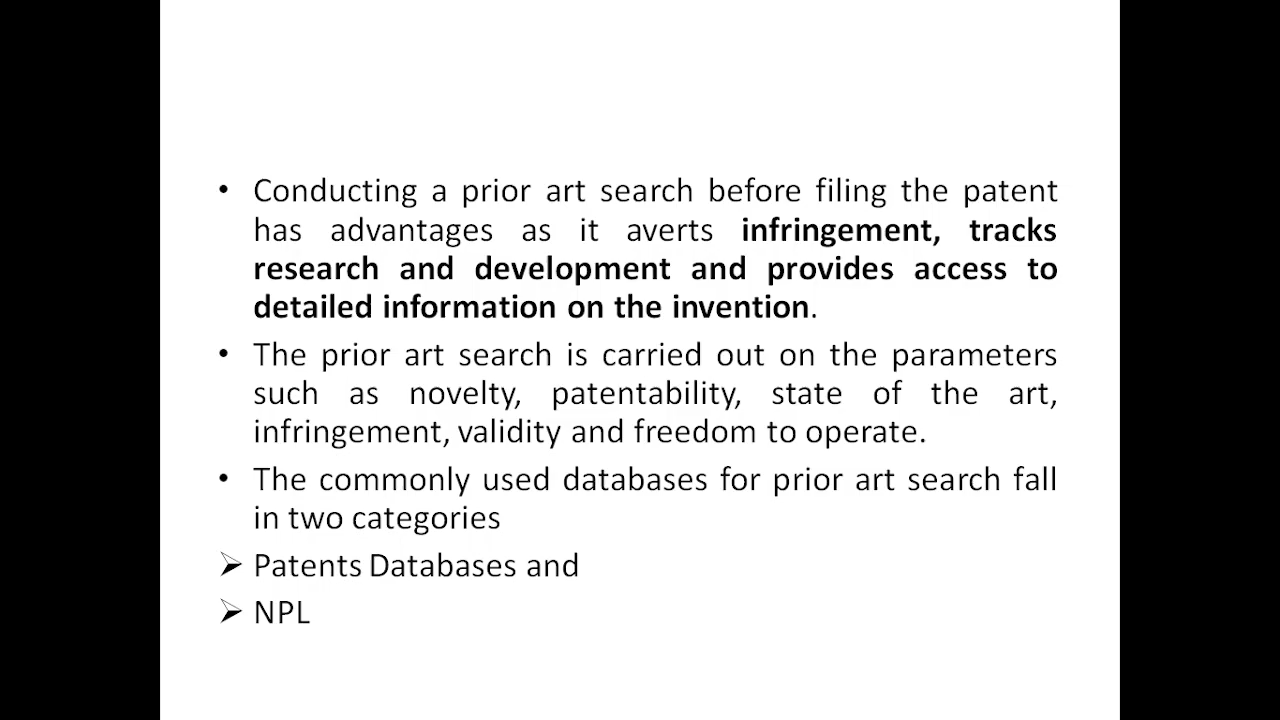 • Conducting a prior art search before filing the patent
has advantages as it averts infringement, tracks
research and development and provides access to
detailed information on the invention.
• The prior art search is carried out on the parameters
such as novelty, patentability, state of the art,
infringement, validity and freedom to operate.
• The commonly used databases for prior art search fall
in two categories
➢ Patents Databases and
➢ NPL